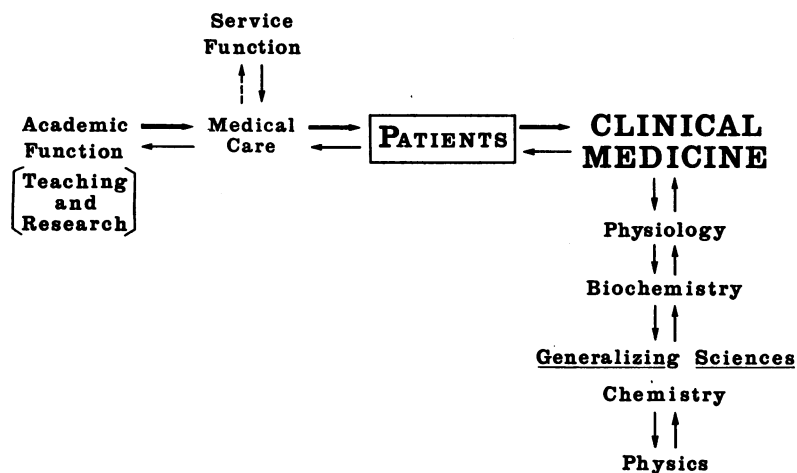 Service
Function
Academic
Function
[Teaching
and
Research]
Medical
Care
PATIENTS
CLINICAL
MEDICINE
Physiology
Biochemistry
Generalizing Sciences
Chemistry
Physics